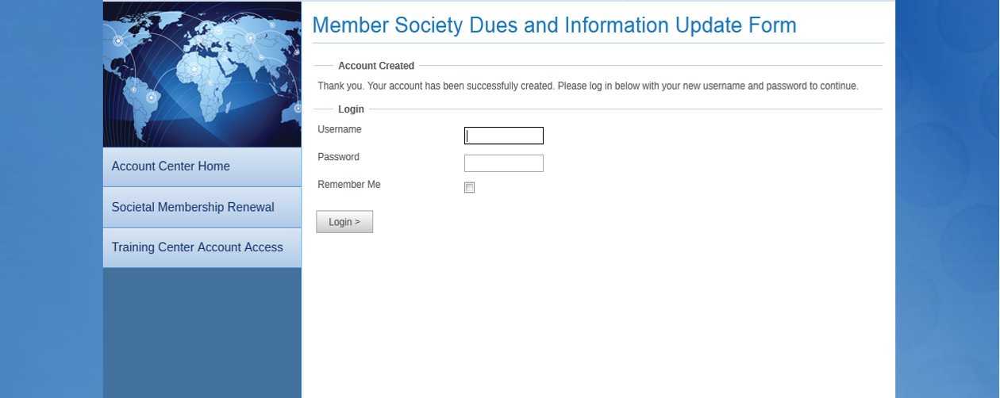 Member Society Dues and Information Update Form
Account Created
Thank you. Your account has been successfully created. Please log in below with your new username and password to continue.
Login
Username
Password
Remember Me
Login >
Account Center Home
Societal Membership Renewal
Training Center Account Access